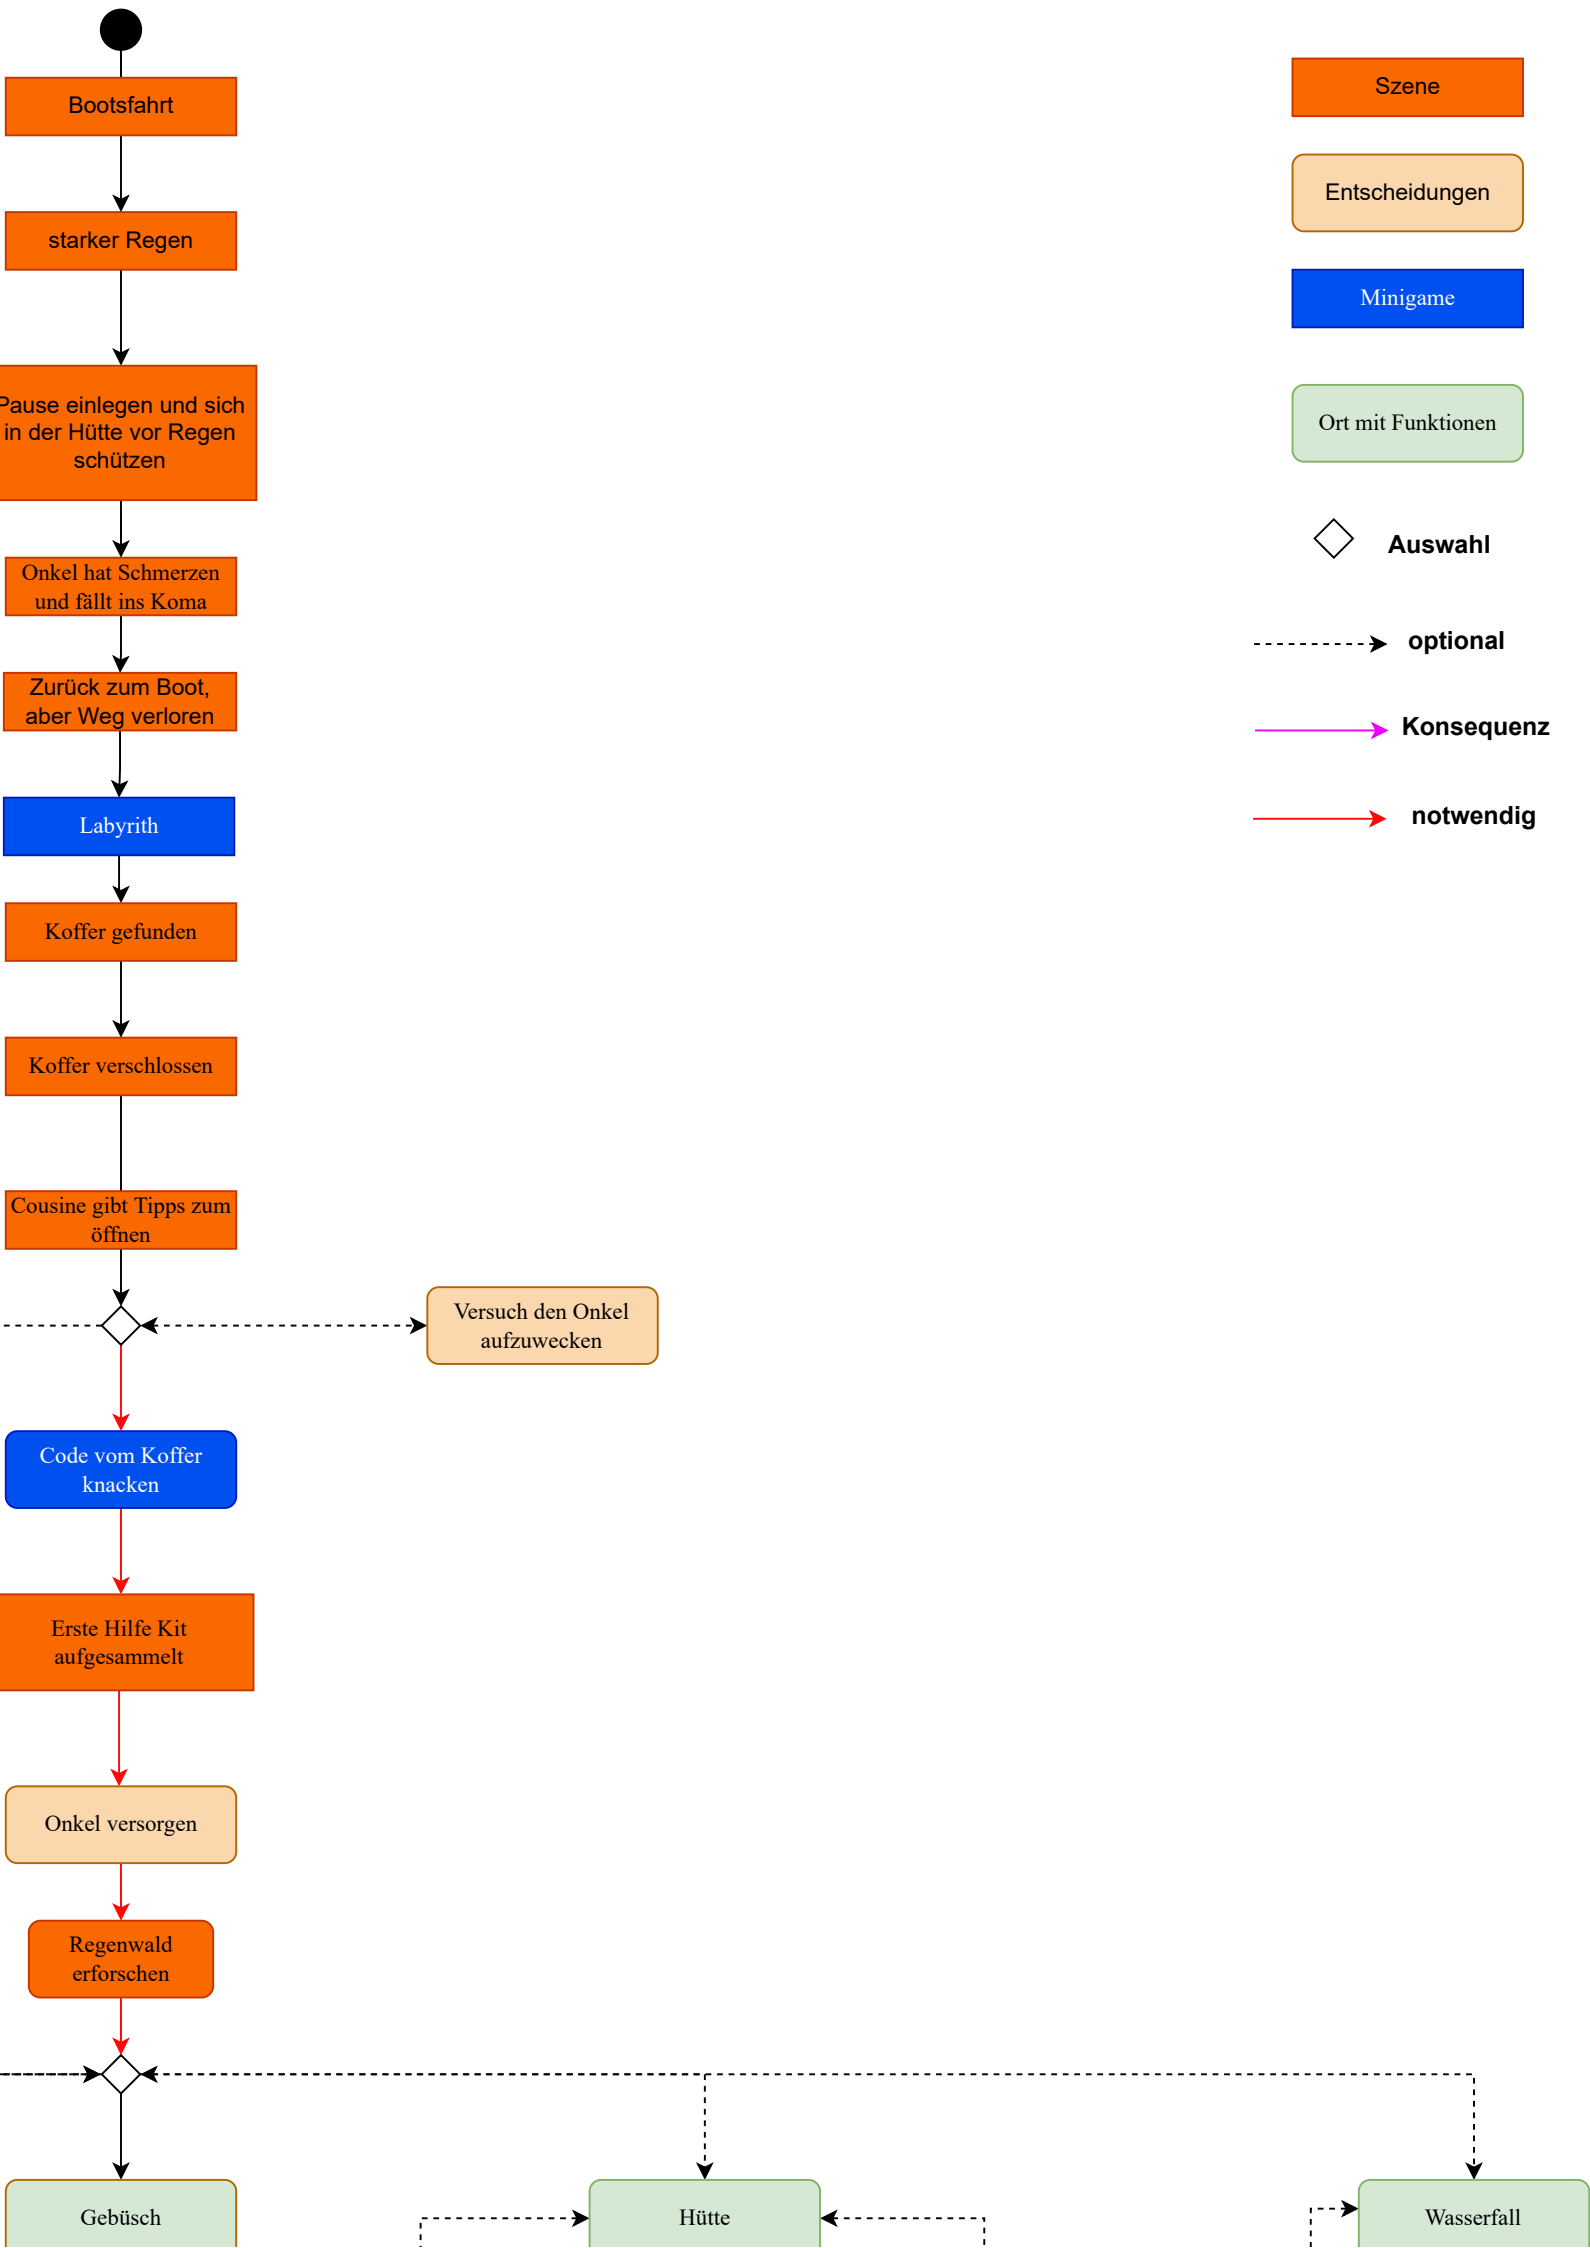 Bootsfahrt
starker Regen
Pause einlegen und sich
in der Hütte vor Regen
schützen
Onkel hat Schmerzen
und fällt ins Koma
Zurück zum Boot,
aber Weg verloren
Labyrith
Koffer gefunden
Koffer verschlossen
Cousine gibt Tipps zum
öffnen
Versuch den Onkel
aufzuwecken
Code vom Koffer
knacken
Erste Hilfe Kit
aufgesammelt
Onkel versorgen
Regenwald
erforschen
Gebüsch
Hütte
Wasserfall
Szene
Entscheidungen
Minigame
Ort mit Funktionen
Auswahl
optional
Konsequenz
notwendig